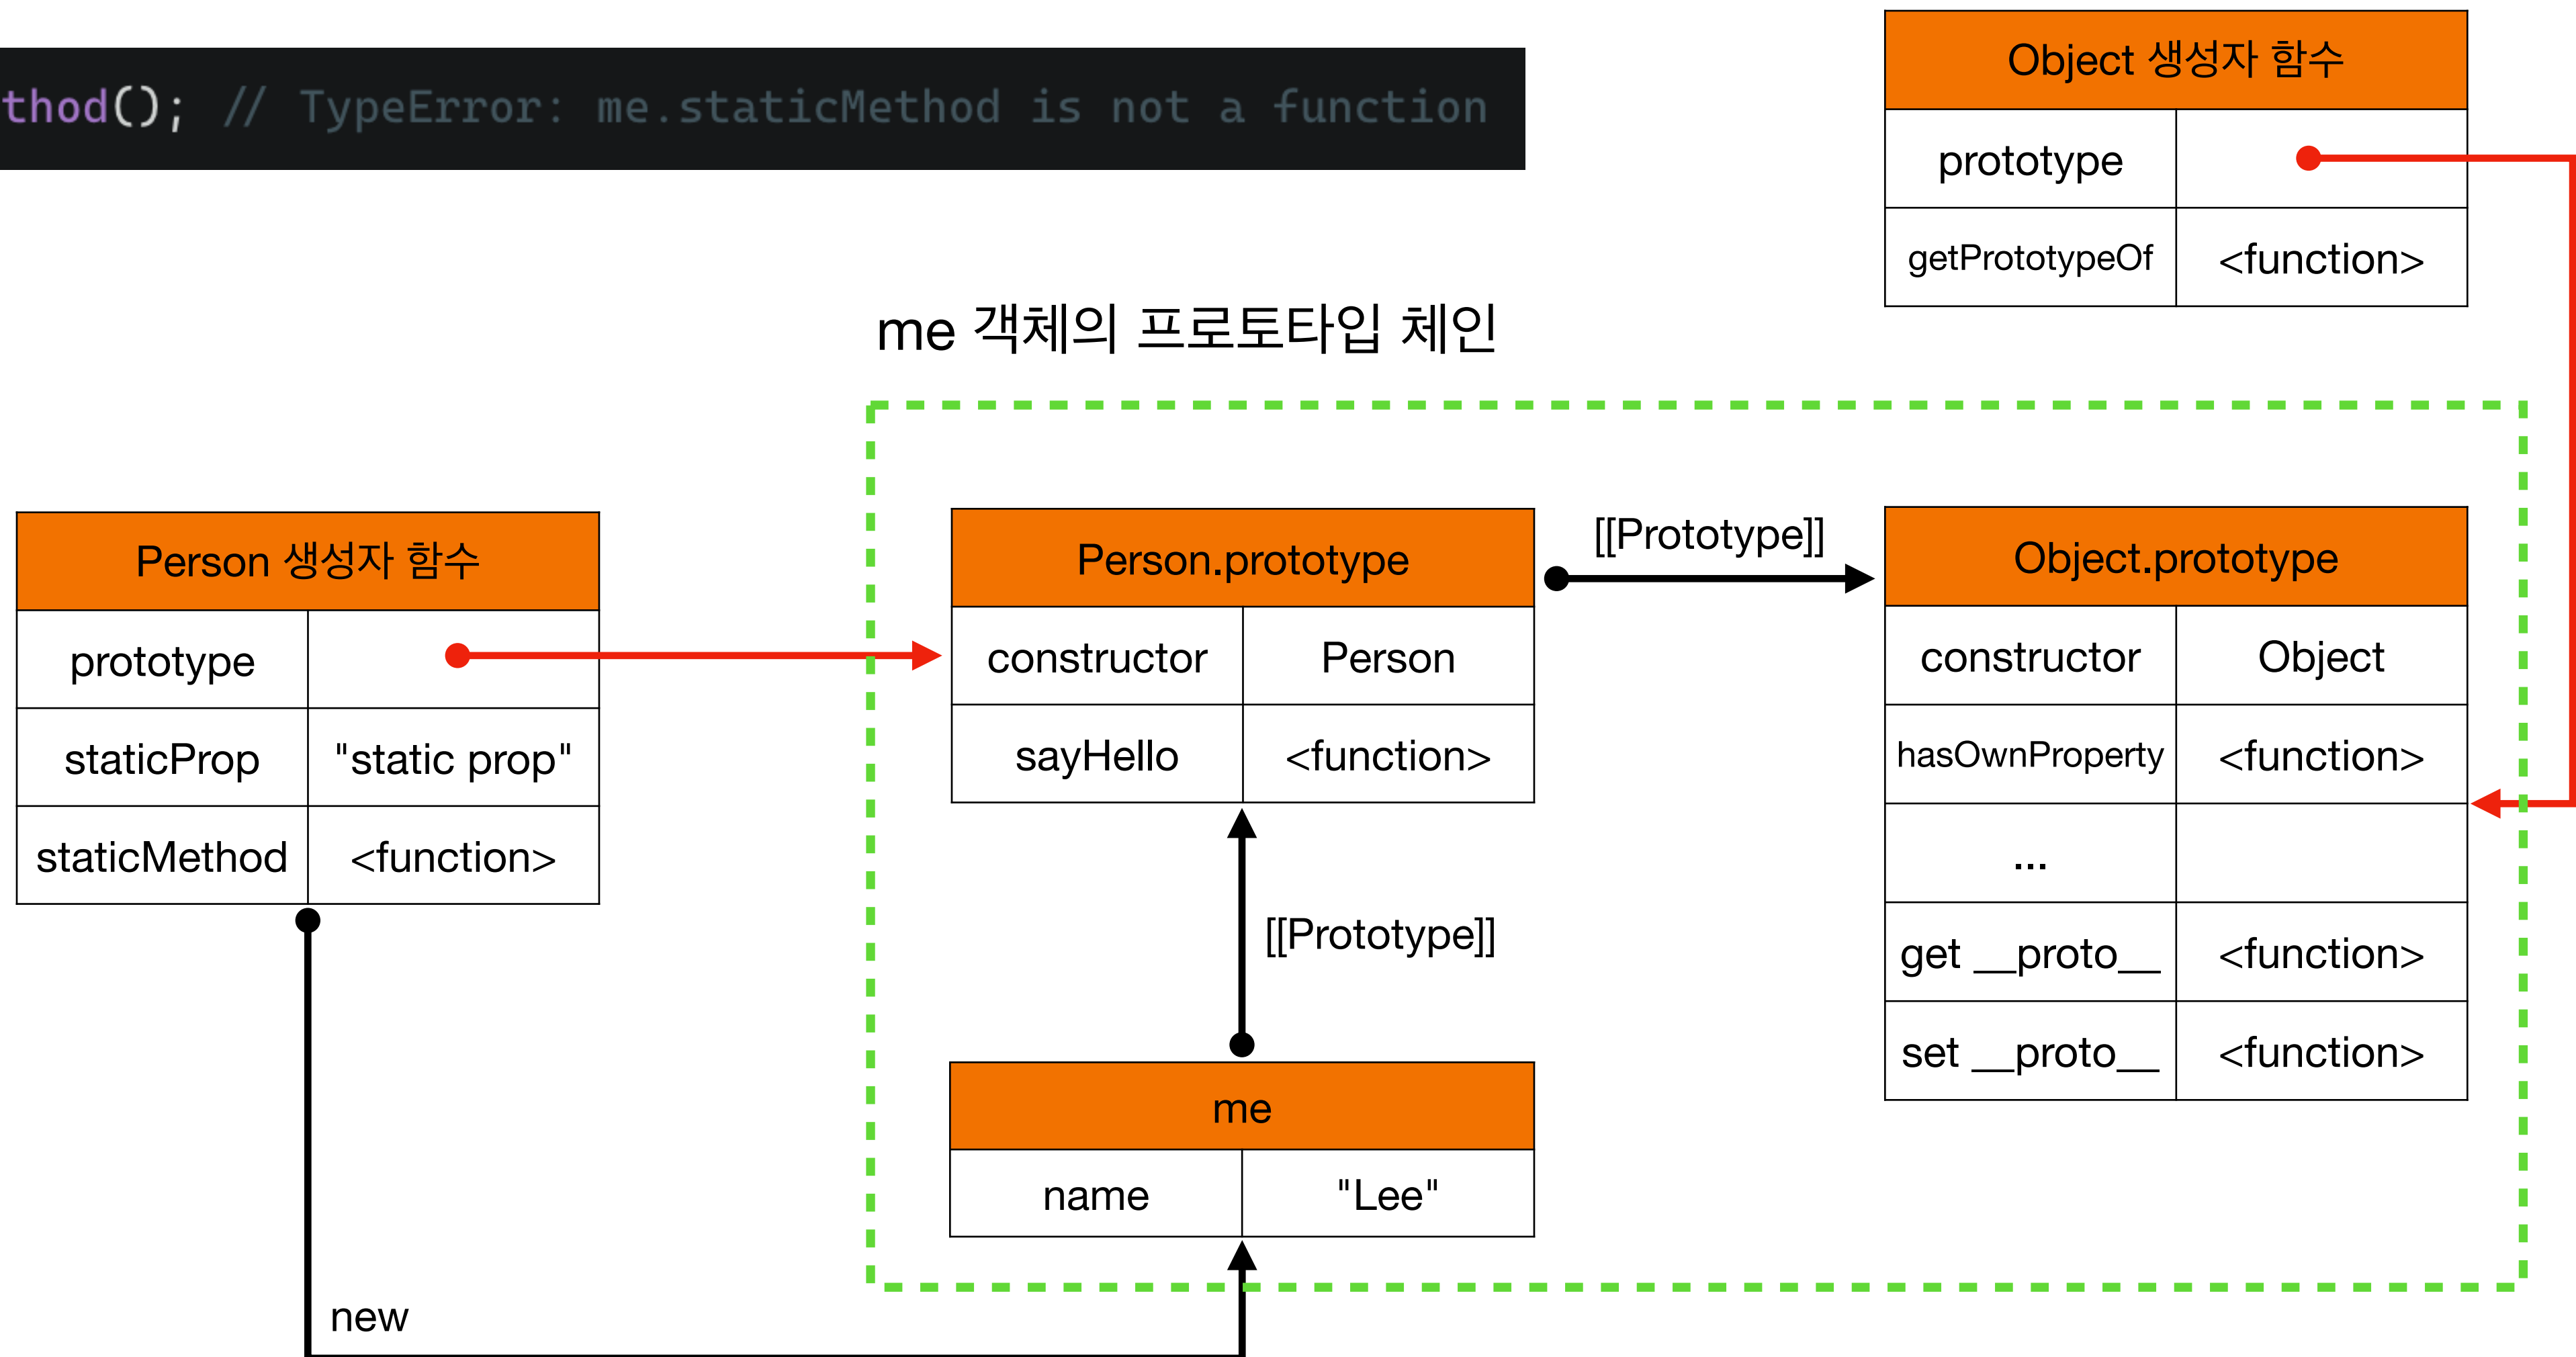 thod(); // TypeError: me.staticMethod is not a function
Object 생성자 함수
prototype
getPrototypeOf <function>
me 객체의 프로토타입 체인
Person 생성자 함수
prototype
staticProp "static prop"
staticMethod <function>
new
Person.prototype
constructor Person
sayHello <function>
[[Prototype]]
[[Prototype]]
me
name "Lee"
Object.prototype
constructor Object
hasOwnProperty <function>
...
get __proto__ <function>
set __proto__ <function>